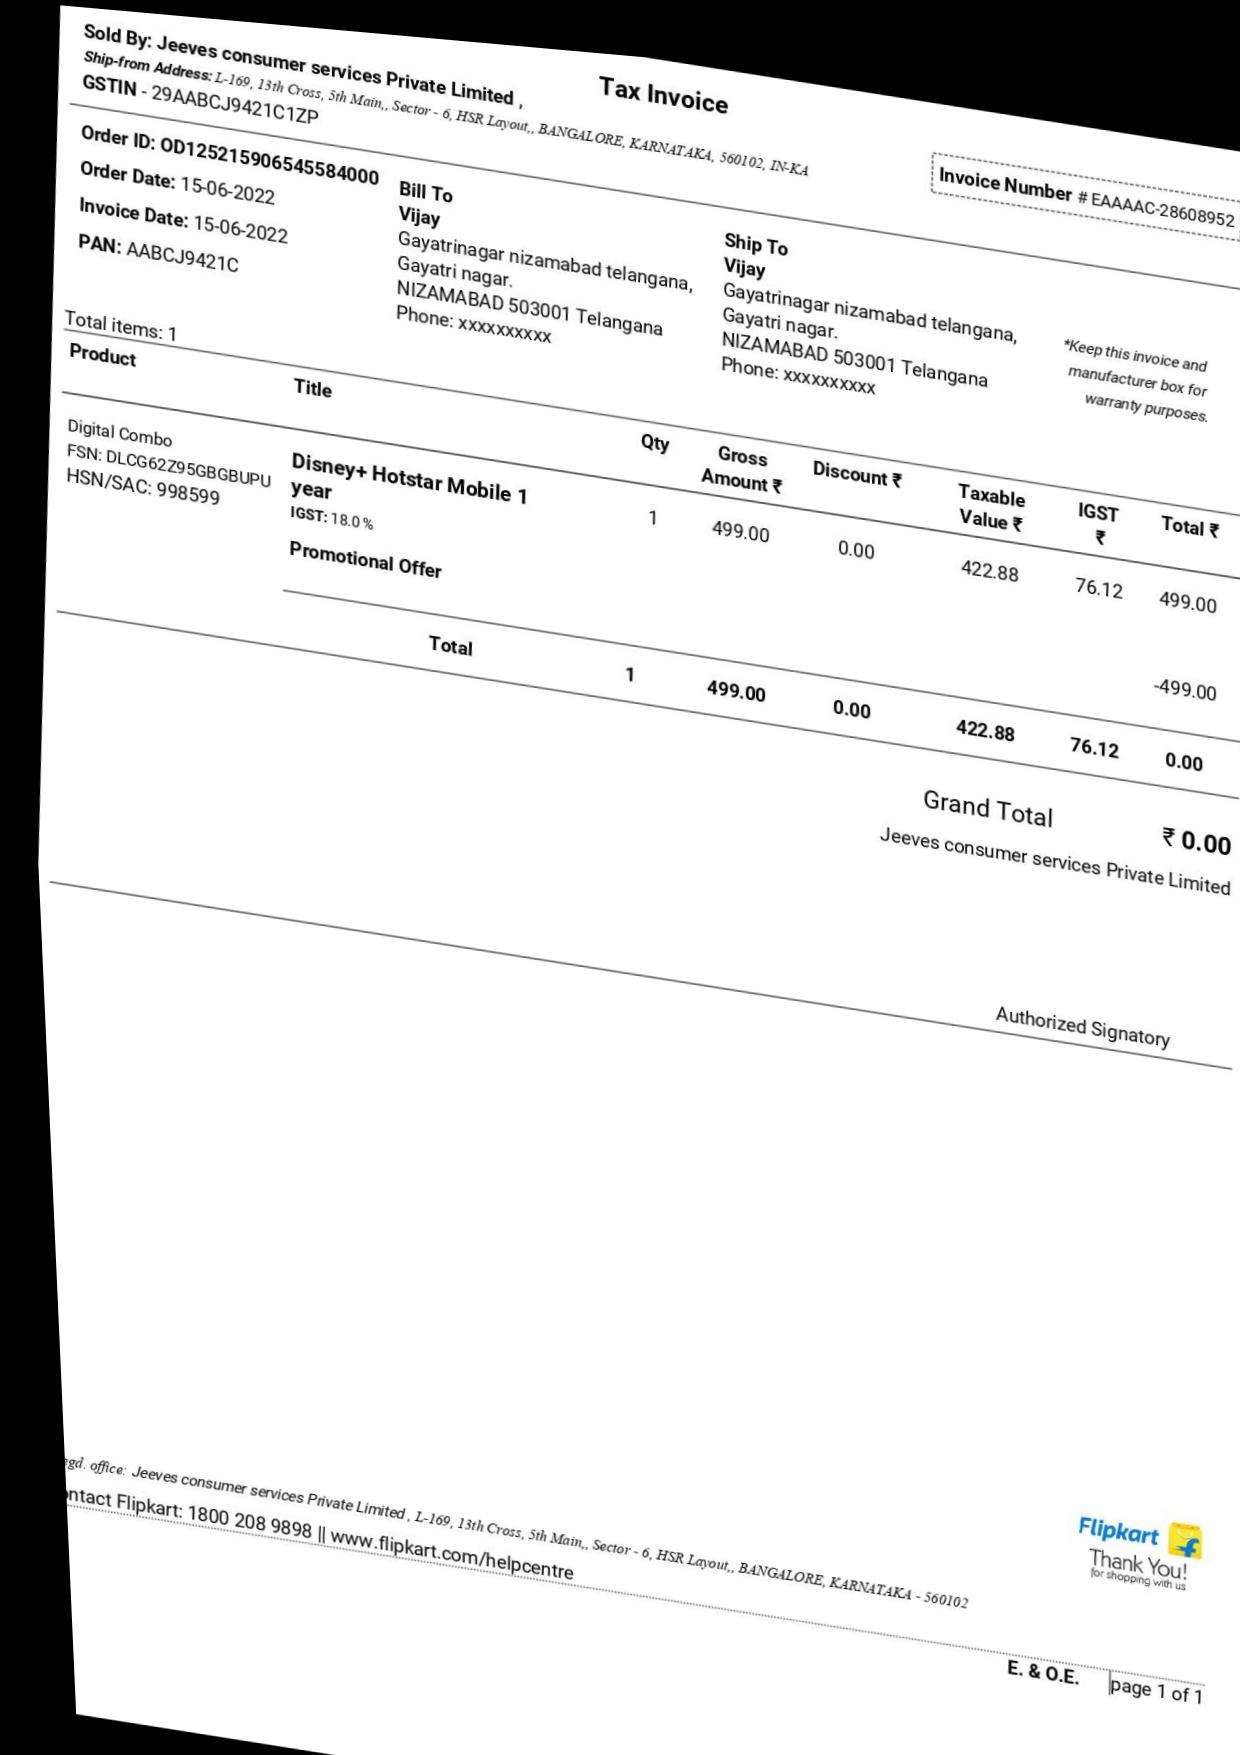 Tax Invoice
Sold By: Jeeves consumer services Private Limited ,
Ship-from Address: L-169, 13th Cross, 5th Main,, Sector - 6, HSR Layout,, BANGALORE, KARNATAKA, 560102, IN-KA
GSTIN - 29AABCJ9421C1ZP
Invoice Number # EAAAAC-28608952
Order ID: OD125215906545584000
Order Date: 15-06-2022
Invoice Date: 15-06-2022
PAN: AABCJ9421C
Bill To
Vijay
Gayatrinagar nizamabad telangana,
Gayatri nagar.
NIZAMABAD 503001 Telangana
Phone: xxxxxxxxxx
Ship To
Vijay
Gayatrinagar nizamabad telangana,
Gayatri nagar.
NIZAMABAD 503001 Telangana
Phone: xxxxxxxxxx
*Keep this invoice and
manufacturer box for
warranty purposes.
Total items: 1
Product Title Qty Gross Amount ₹ Discount ₹ Taxable Value ₹ IGST ₹ Total ₹
Digital Combo
FSN: DLCG62Z95GBGBUPU
HSN/SAC: 998599
Disney+ Hotstar Mobile 1
year
IGST: 18.0 %
1 499.00 0.00 422.88 76.12 499.00
Promotional Offer -499.00
Total 1 499.00 0.00 422.88 76.12 0.00
Grand Total ₹ 0.00
Jeeves consumer services Private Limited
Authorized Signatory
Flipkart
Thank You!
for shopping with us
office: Jeeves consumer services Private Limited , L-169, 13th Cross, 5th Main,, Sector - 6, HSR Layout,, BANGALORE, KARNATAKA - 560102
Flipkart: 1800 208 9898 || www.flipkart.com/helpcentre
E. & O.E. page 1 of 1